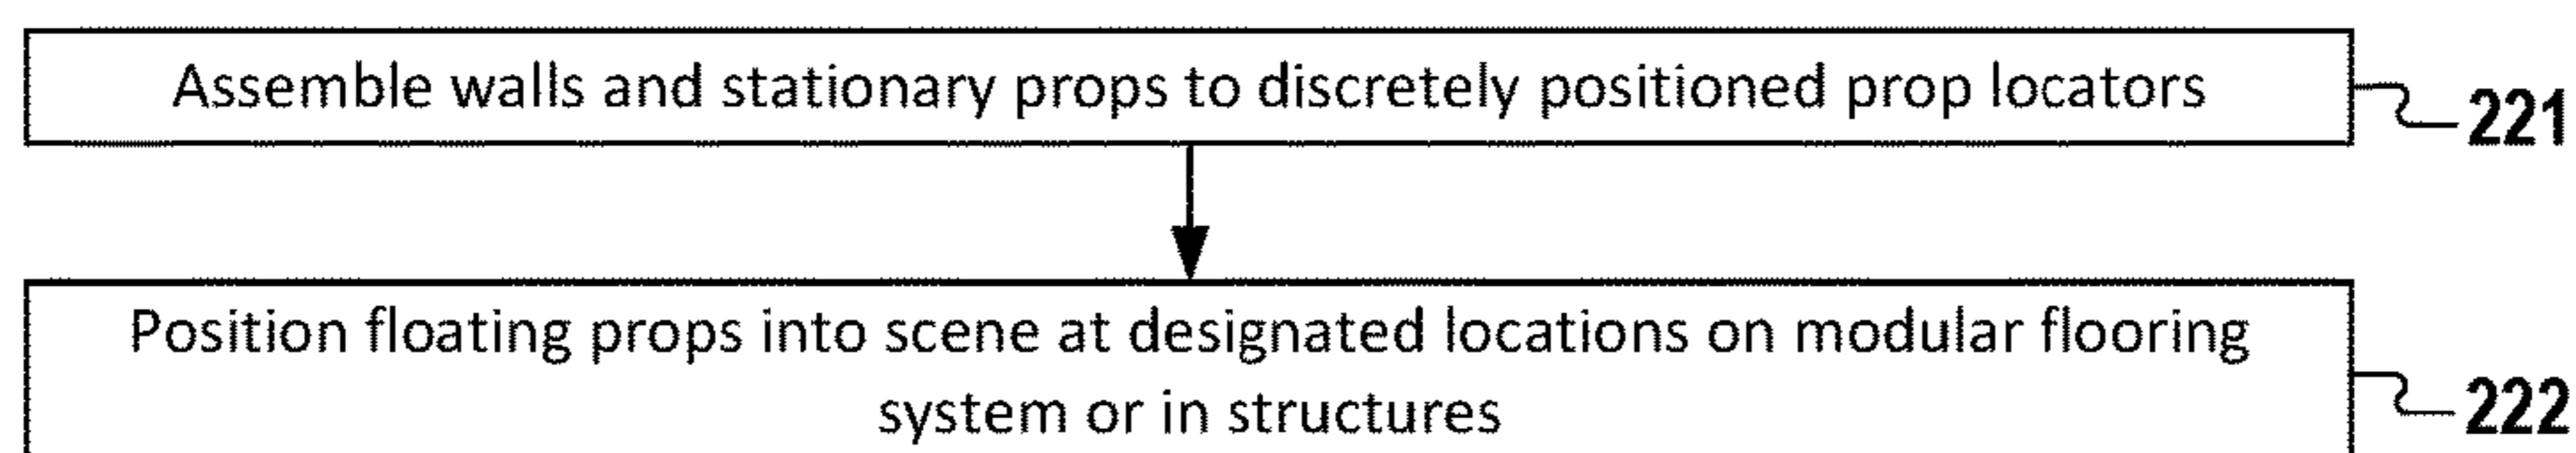 Assemble walls and stationary props to discretely positioned prop locators
221
Position floating props into scene at designated locations on modular flooring
system or in structures
222